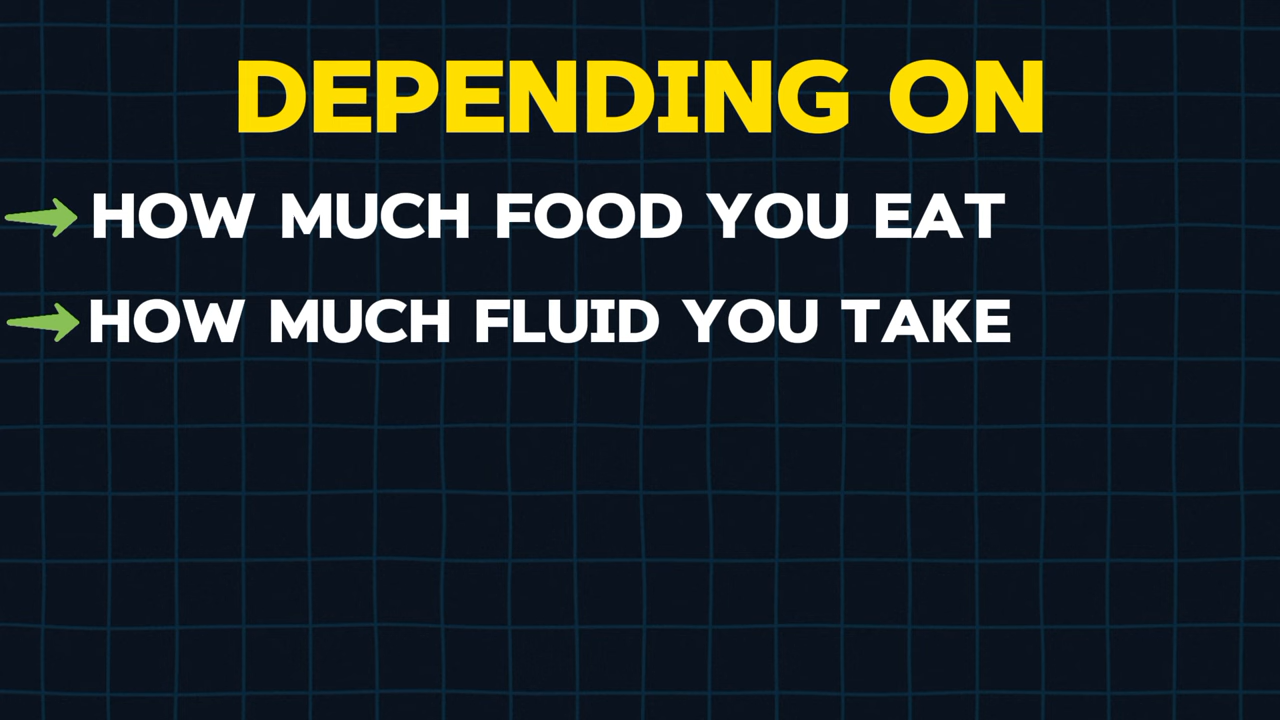 DEPENDING ON
HOW MUCH FOOD YOU EAT
HOW MUCH FLUID YOU TAKE